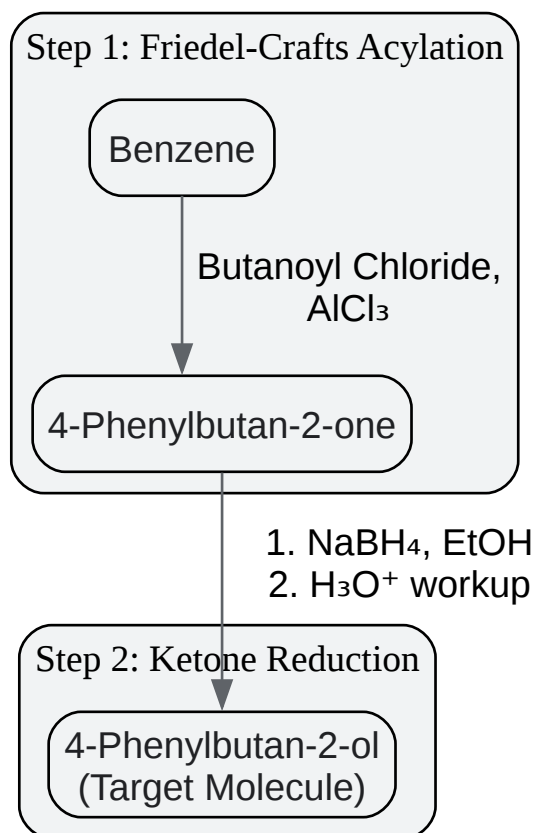 Step 1: Friedel-Crafts Acylation
Benzene
Butanoyl Chloride,
AlCl₃
4-Phenylbutan-2-one
1. NaBH₄, EtOH
2. H₃O⁺ workup
Step 2: Ketone Reduction
4-Phenylbutan-2-ol
(Target Molecule)